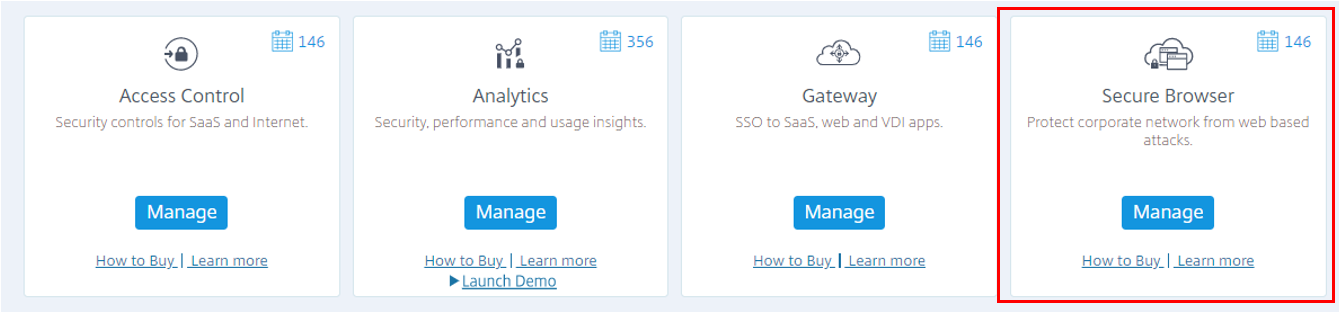 146
Access Control
Security controls for SaaS and Internet.
Manage
How to Buy | Learn more
356
Analytics
Security, performance and usage insights.
Manage
How to Buy | Learn more
Launch Demo
146
Gateway
SSO to SaaS, web and VDI apps.
Manage
How to Buy | Learn more
146
Secure Browser
Protect corporate network from web based
attacks.
Manage
How to Buy | Learn more